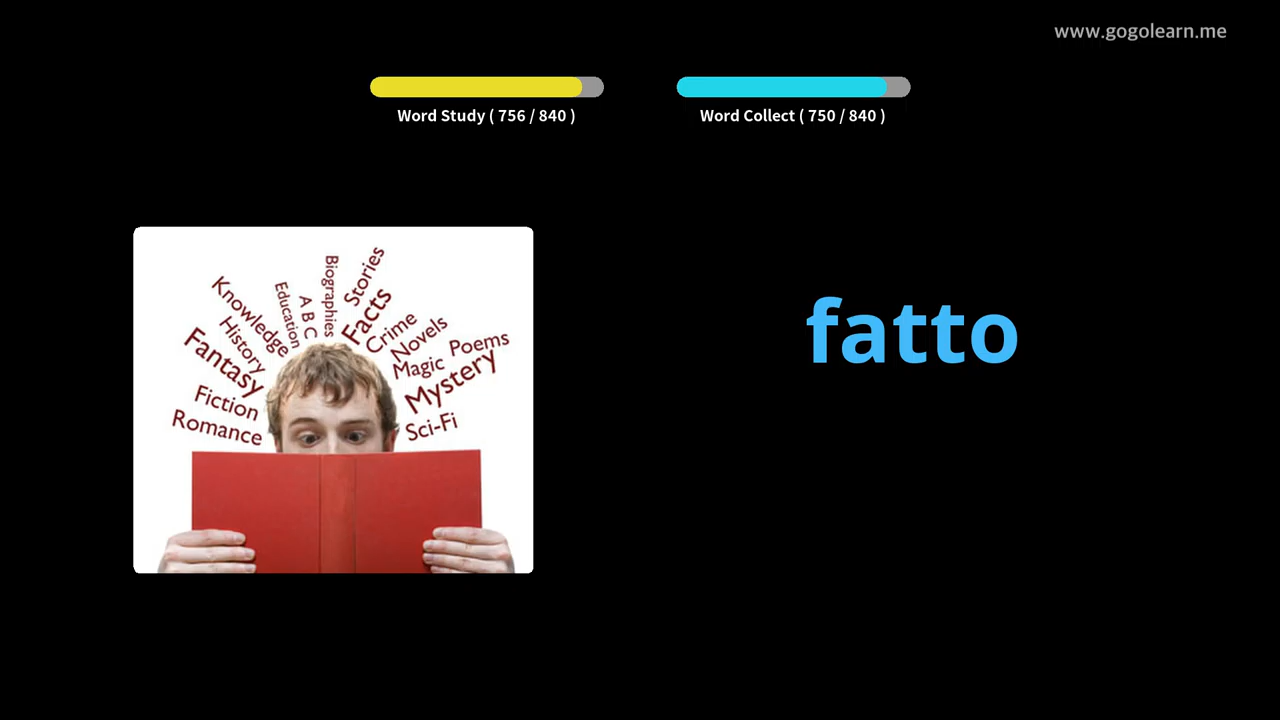 www.gogolearn.me
Word Study ( 756 / 840 )
Word Collect ( 750 / 840 )
fatto
Stories
Biographies
Facts
Education
A B C
Knowledge
Crime
History
Novels
Poems
Fantasy
Magic
Mystery
Fiction
Romance
Sci-Fi